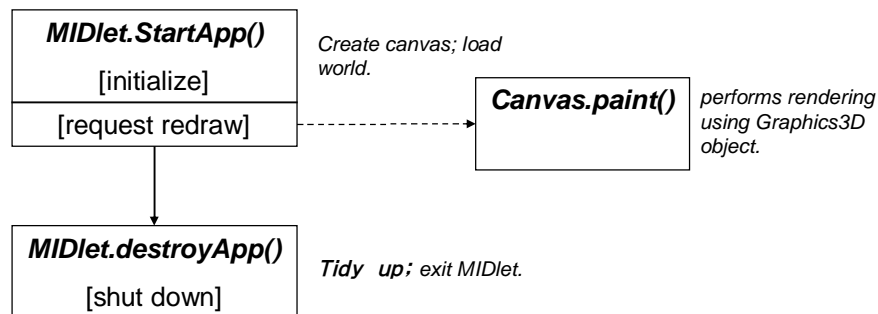 MIDlet.StartApp()
[initialize]
[request redraw]
Create canvas; load
world.
Canvas.paint()
performs rendering
using Graphics3D
object.
MIDlet.destroyApp()
[shut down]
Tidy up; exit MIDlet.